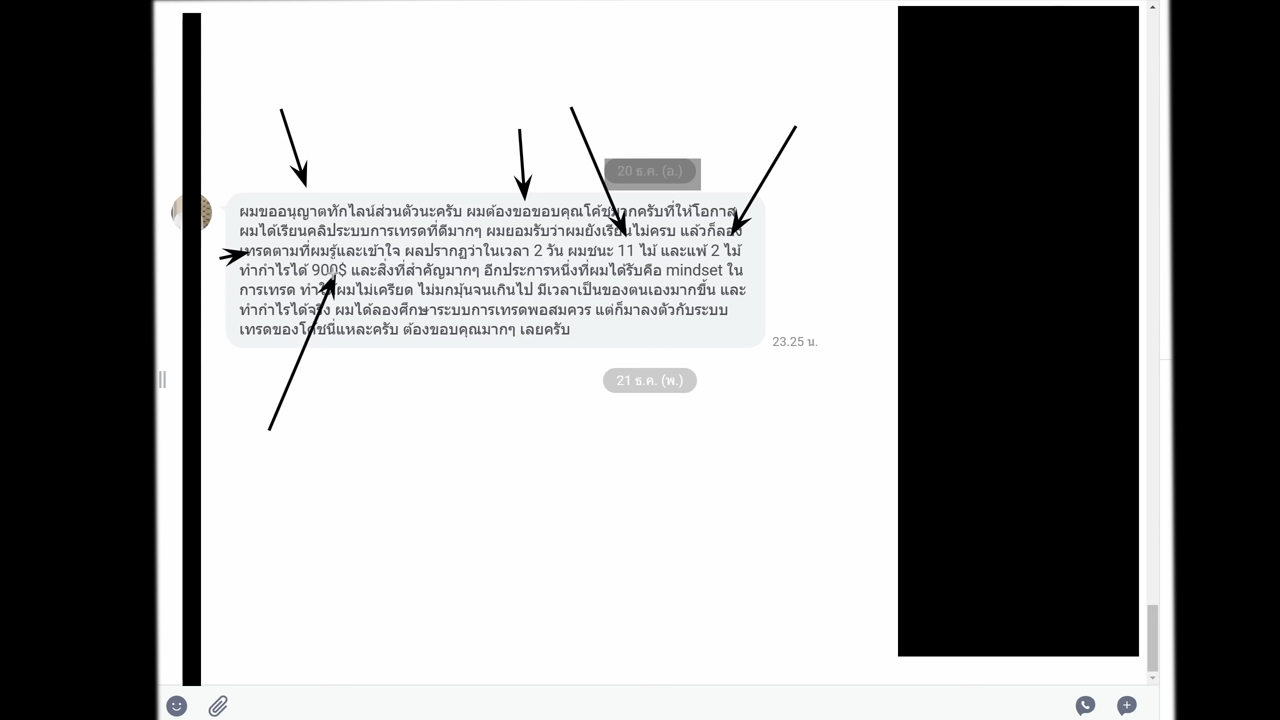 20 ธ.ค. (อ.)
ผมขออนุญาตทักไลน์ส่วนตัวนะครับ ผมต้องขอขอบคุณโค้ชมากครับที่ให้โอกาส
ผมได้เรียนคลิประบบการเทรดที่ดีมากๆ ผมยอมรับว่าผมยังเรียนไม่ครบ แล้วก็ลอง
เทรดตามที่ผมรู้และเข้าใจ ผลปรากฏว่าในเวลา 2 วัน ผมชนะ 11 ไม้ และแพ้ 2 ไม้
ทำกำไรได้ 900$ และสิ่งที่สำคัญมากๆ อีกประการหนึ่งที่ผมได้รับคือ mindset ใน
การเทรด ทำให้ผมไม่เครียด ไม่มกมุ้นจนเกินไป มีเวลาเป็นของตนเองมากขึ้น และ
ทำกำไรได้จริง ผมได้ลองศึกษาระบบการเทรดพอสมควร แต่ก็มาลงตัวกับระบบ
เทรดของโค้ชนี่แหละครับ ต้องขอบคุณมากๆ เลยครับ
23.25 น.
21 ธ.ค. (พ.)